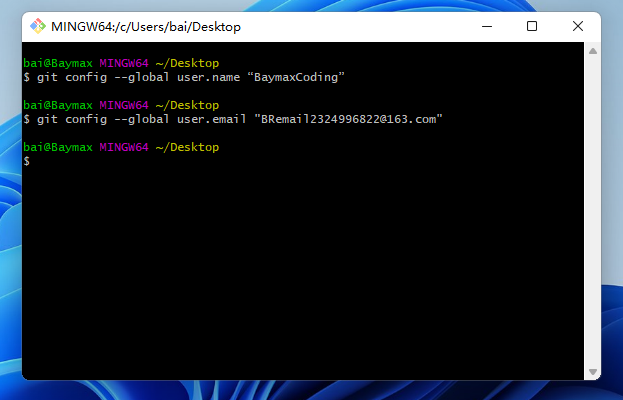 MINGW64:/c/Users/bai/Desktop
bai@Baymax MINGW64 ~/Desktop
$ git config --global user.name “BaymaxCoding”
bai@Baymax MINGW64 ~/Desktop
$ git config --global user.email "BRemail2324996822@163.com"
bai@Baymax MINGW64 ~/Desktop
$